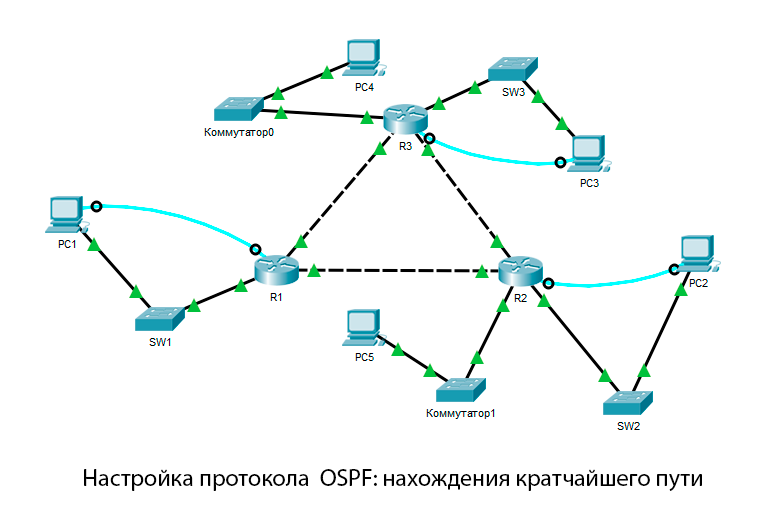 PC4
SW3
Коммутатор0
R3
PC3
PC1
R1
R2
PC2
SW1
PC5
Коммутатор1
SW2
Настройка протокола OSPF: нахождения кратчайшего пути